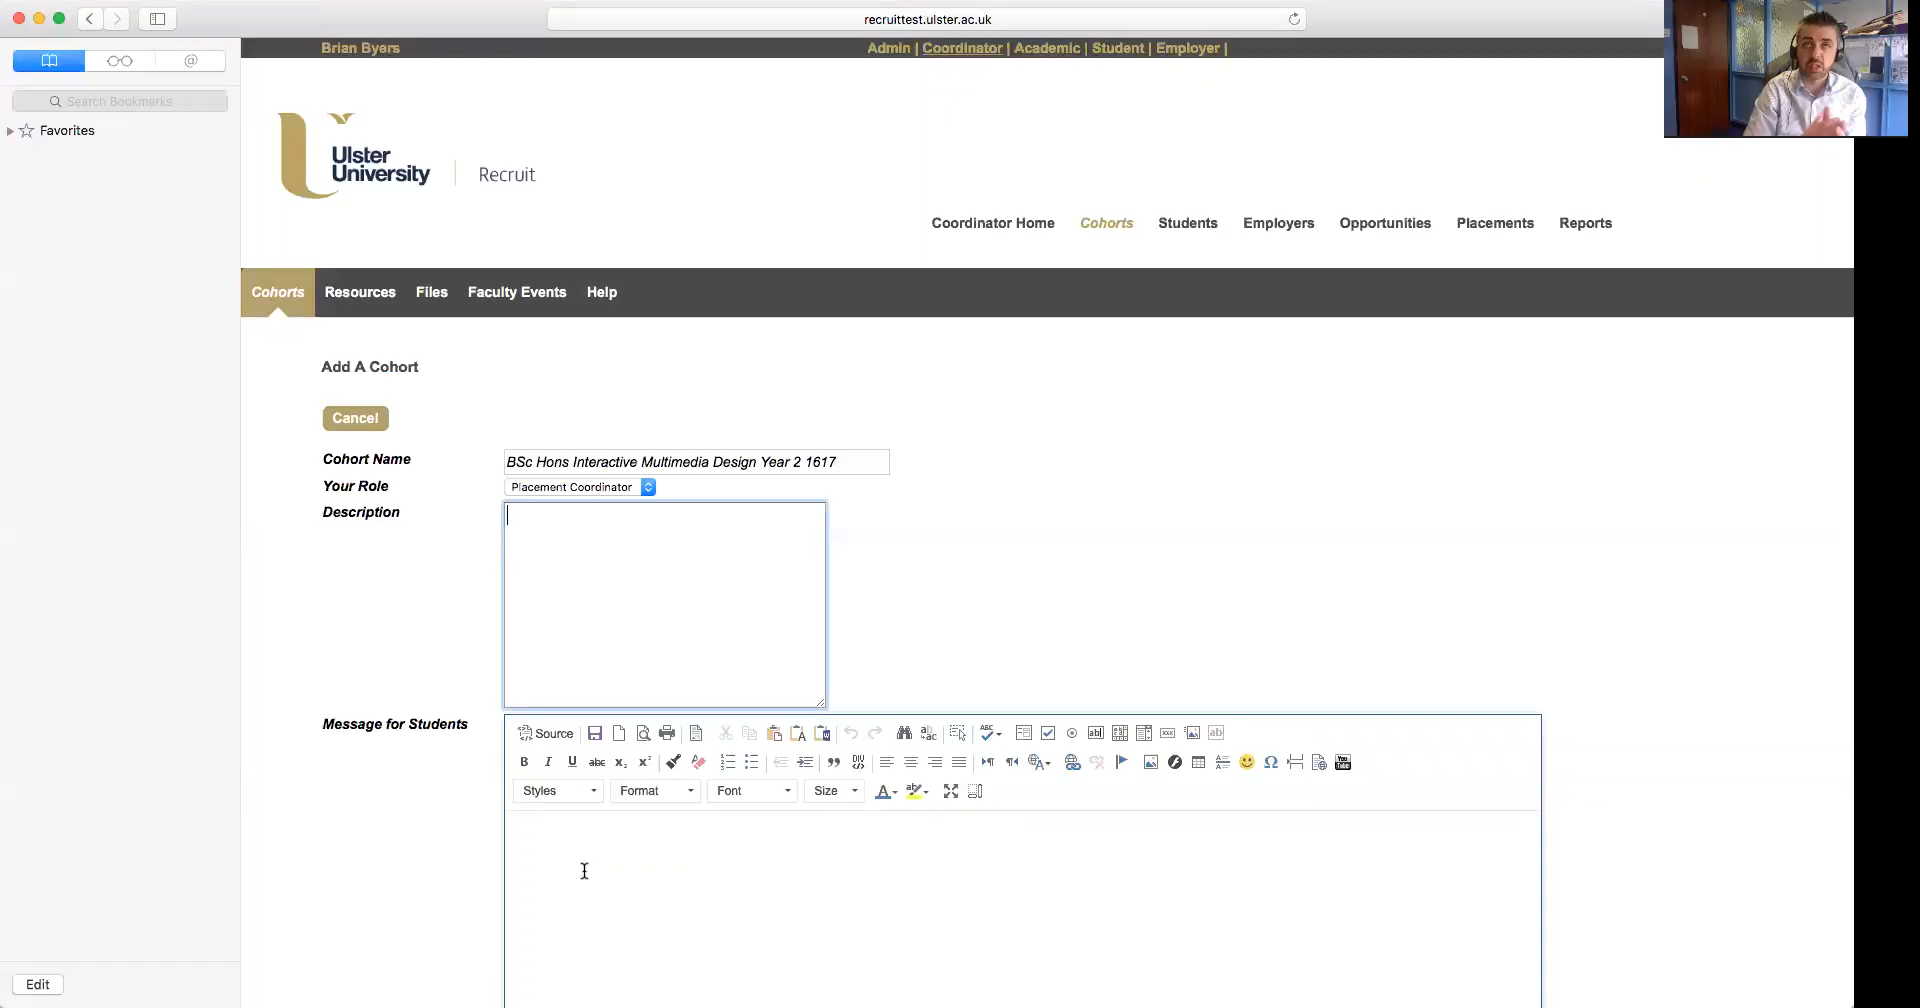 recruittest.ulster.ac.uk
Brian Byers
Admin | Coordinator | Academic | Student | Employer |
Search Bookmarks
Favorites
Ulster
University
Recruit
Coordinator Home Cohorts Students Employers Opportunities Placements Reports
Cohorts Resources Files Faculty Events Help
Add A Cohort
Cancel
Cohort Name BSc Hons Interactive Multimedia Design Year 2 1617
Your Role Placement Coordinator
Description
Message for Students
Source
Styles Format Font Size
Edit